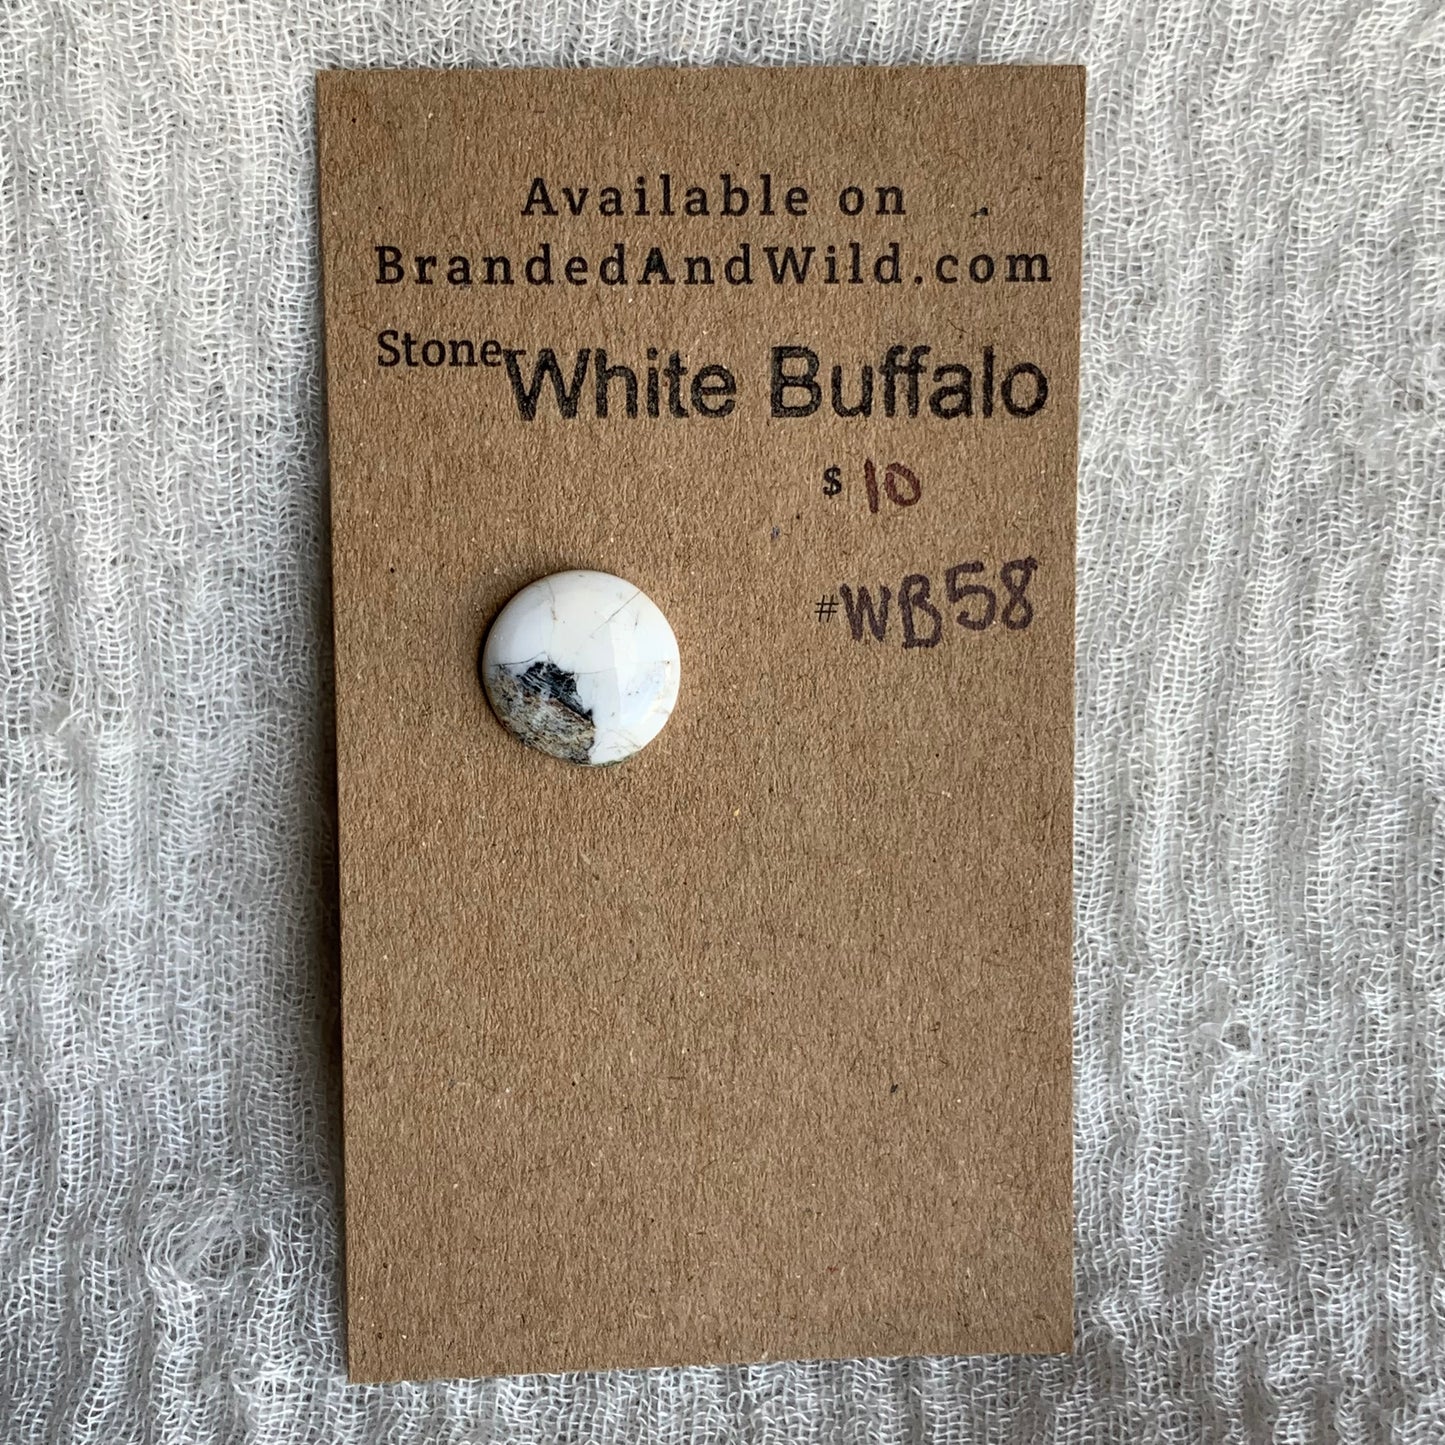 Available on
BrandedAndWild.com
Stone- White Buffalo
$ 10
#WB58